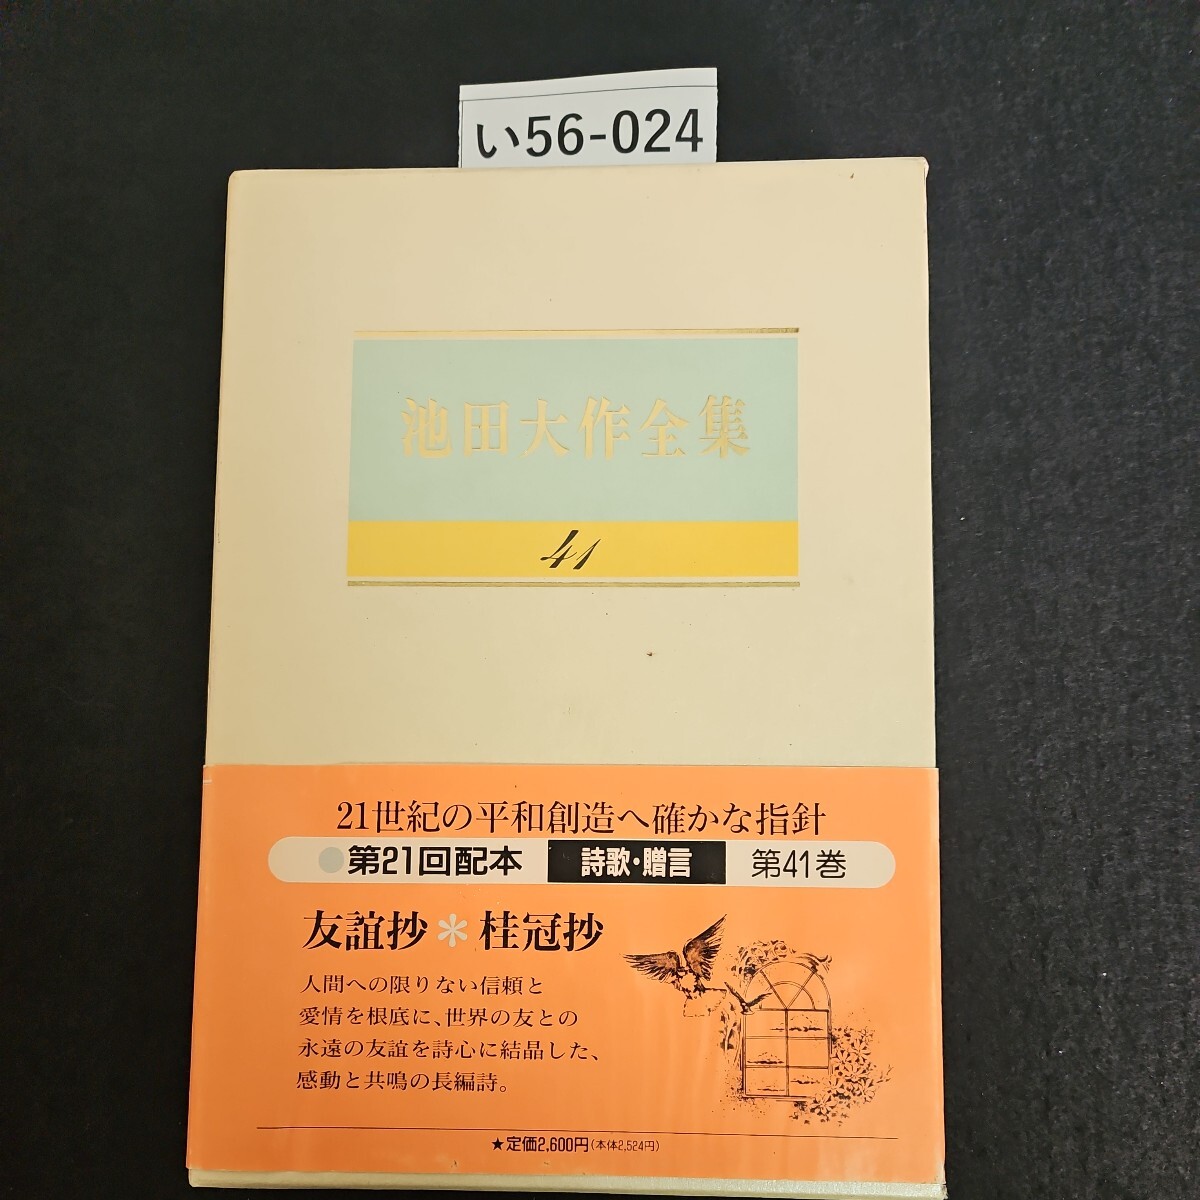 い56-024
池田大作全集
41
21世紀の平和創造へ確かな指針
第21回配本 詩歌・贈言 第41巻
友誼抄＊桂冠抄
人間への限りない信頼と
愛情を根底に、世界の友との
永遠の友誼を詩心に結晶した、
感動と共鳴の長編詩。
★定価2,600円(本体2,524円)